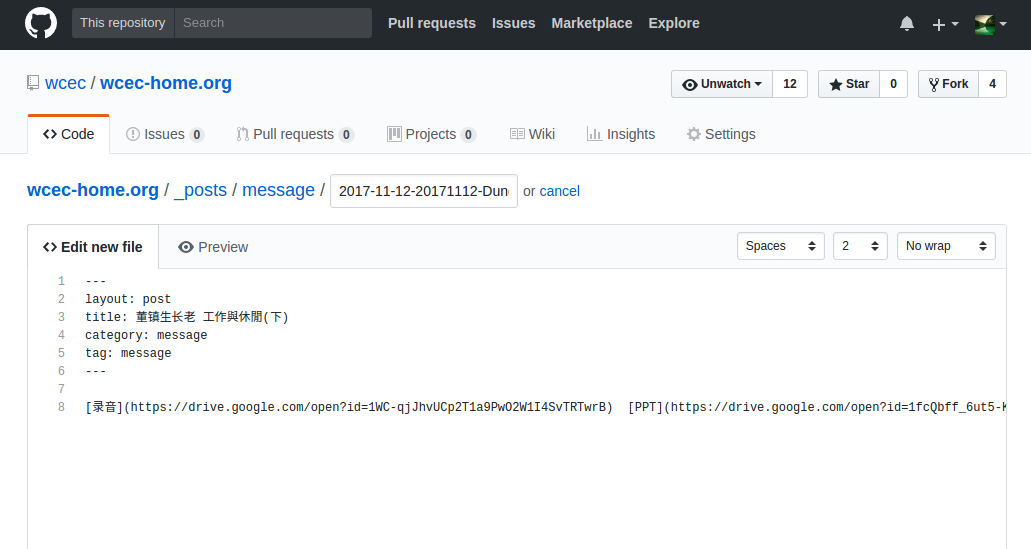 This repository Search Pull requests Issues Marketplace Explore
wcec / wcec-home.org Unwatch 12 Star 0 Fork 4
Code Issues 0 Pull requests 0 Projects 0 Wiki Insights Settings
wcec-home.org / _posts / message / 2017-11-12-20171112-Dun or cancel
Edit new file Preview Spaces 2 No wrap
1 ---
2 layout: post
3 title: 董镇生长老 工作與休閒(下)
4 category: message
5 tag: message
6 ---
7
8 [录音](https://drive.google.com/open?id=1WC-qjJhvUCp2T1a9PwO2W1I4SvTRTwrB) [PPT](https://drive.google.com/open?id=1fcQbff_6ut5-K